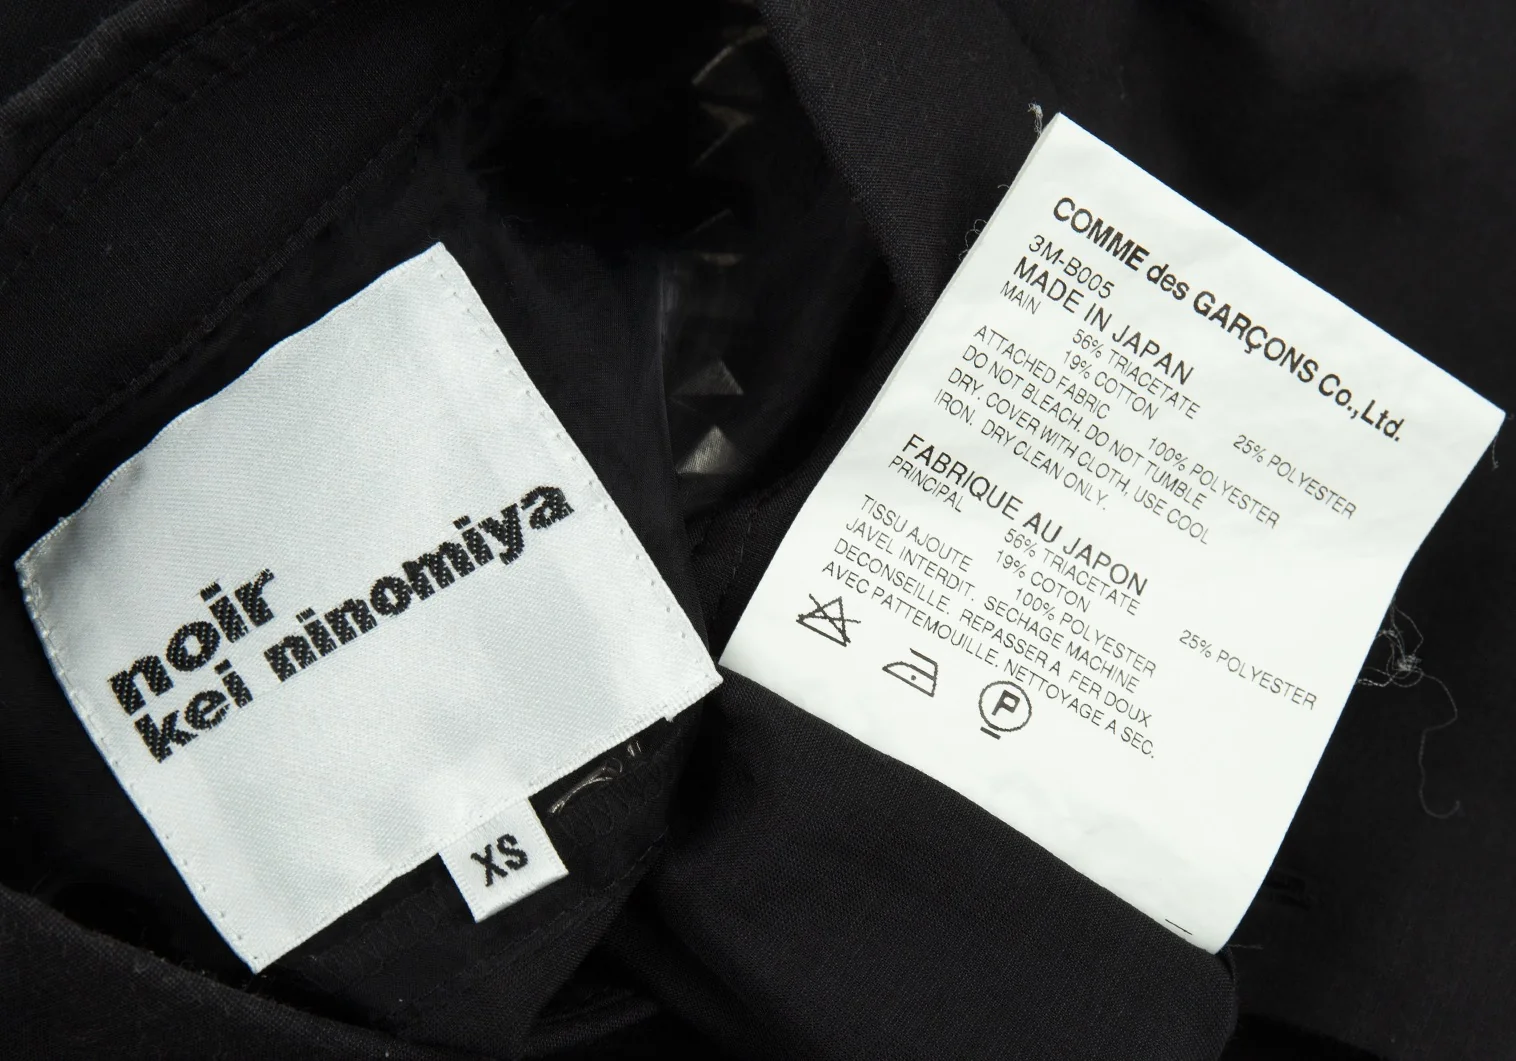 noir
kei ninomiya
XS
COMME des GARÇONS Co.,Ltd.
3M-B005
MADE IN JAPAN
MAIN
56% TRIACETATE 25% POLYESTER
19% COTTON
ATTACHED FABRIC 100% POLYESTER
DO NOT BLEACH, DO NOT TUMBLE
DRY, COVER WITH CLOTH, USE COOL
IRON. DRY CLEAN ONLY.
FABRIQUE AU JAPON
PRINCIPAL
56% TRIACETATE 25% POLYESTER
19% COTON
TISSU AJOUTE 100% POLYESTER
JAVEL INTERDIT. SECHAGE MACHINE
DECONSEILLE. REPASSER A FER DOUX
AVEC PATTEMOUILLE. NETTOYAGE A SEC.
P